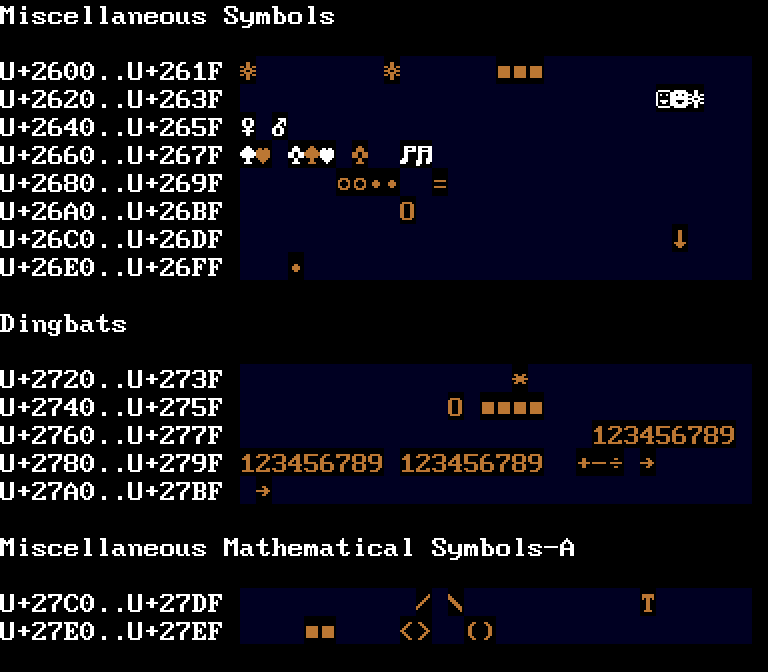 Miscellaneous Symbols
U+2600..U+261F ☼ ☼ ■■■
U+2620..U+263F ☺☻☼
U+2640..U+265F ♀ ♂
U+2660..U+267F ♠♥ ♧♠♥ ♧ ♫♫
U+2680..U+269F ○○•• =
U+26A0..U+26BF 0
U+26C0..U+26DF ↓
U+26E0..U+26FF •
Dingbats
U+2720..U+273F *
U+2740..U+275F 0 ■■■■
U+2760..U+277F 123456789
U+2780..U+279F 123456789 123456789 +−÷ →
U+27A0..U+27BF →
Miscellaneous Mathematical Symbols-A
U+27C0..U+27DF / \ T
U+27E0..U+27EF ■■ <> ()